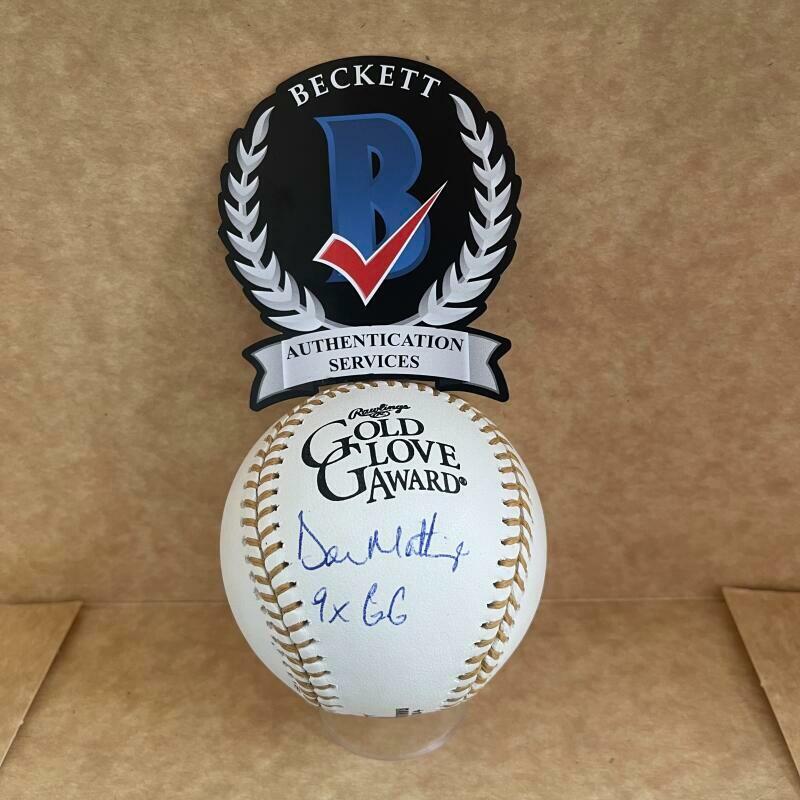 BECKETT
B
AUTHENTICATION
SERVICES
Rawlings
GOLD
GLOVE
AWARD®
Don Mattingly
9x GG